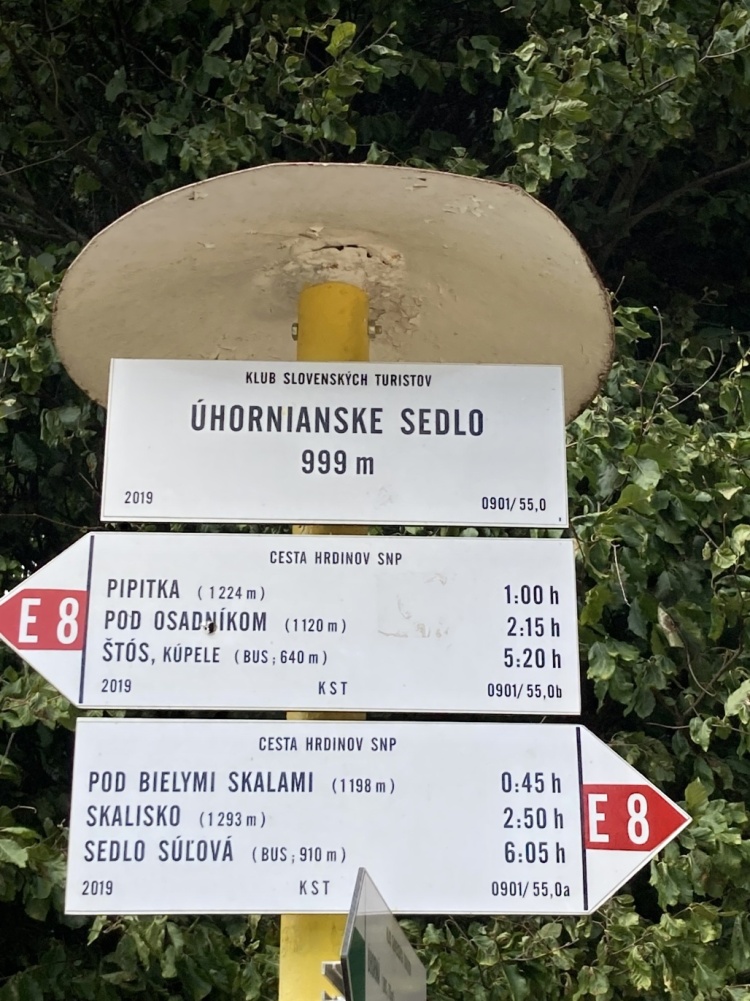 KLUB SLOVENSKÝCH TURISTOV
ÚHORNIANSKE SEDLO
999 m
2019 0901/55,0
CESTA HRDINOV SNP
E 8
PIPITKA (1224 m) 1:00 h
POD OSADNÍKOM (1120 m) 2:15 h
ŠTÓS, KÚPELE (BUS; 640 m) 5:20 h
2019 KST 0901/55,0b
CESTA HRDINOV SNP
POD BIELYMI SKALAMI (1198 m) 0:45 h
SKALISKO (1293 m) 2:50 h
SEDLO SÚĽOVÁ (BUS; 910 m) 6:05 h
E 8
2019 KST 0901/55,0a